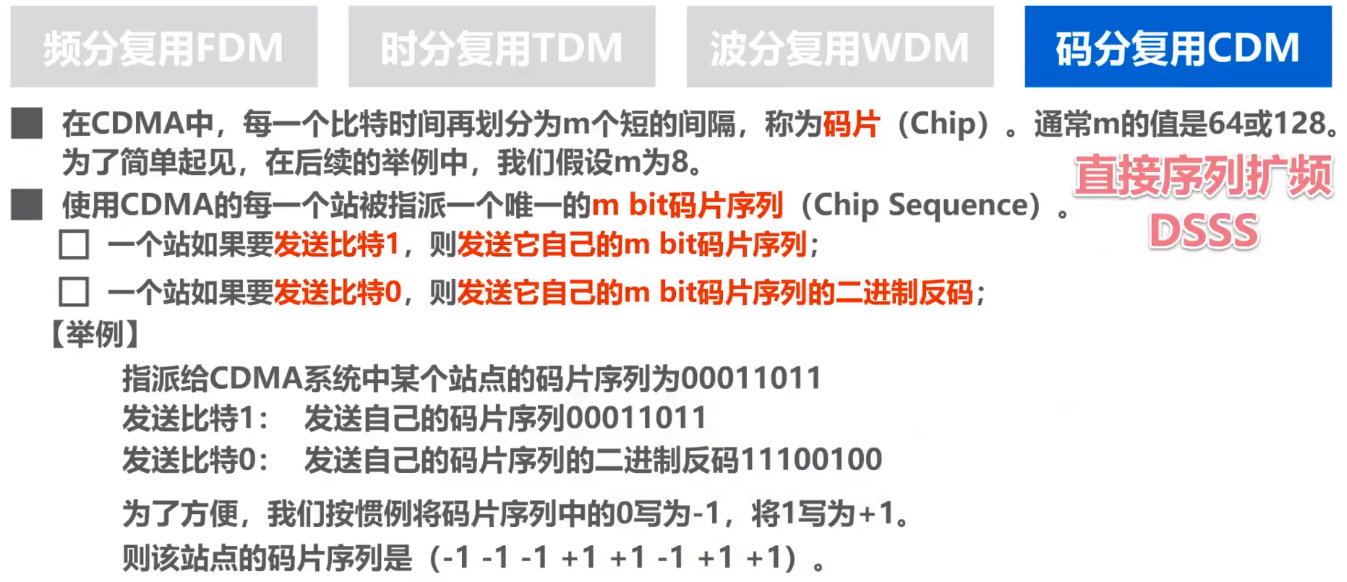 频分复用FDM
时分复用TDM
波分复用WDM
码分复用CDM
在CDMA中，每一个比特时间再划分为m个短的间隔，称为码片（Chip）。通常m的值是64或128。
为了简单起见，在后续的举例中，我们假设m为8。
直接序列扩频
DSSS
使用CDMA的每一个站被指派一个唯一的m bit码片序列（Chip Sequence）。
一个站如果要发送比特1，则发送它自己的m bit码片序列；
一个站如果要发送比特0，则发送它自己的m bit码片序列的二进制反码；
【举例】
指派给CDMA系统中某个站点的码片序列为00011011
发送比特1： 发送自己的码片序列00011011
发送比特0： 发送自己的码片序列的二进制反码11100100
为了方便，我们按惯例将码片序列中的0写为-1，将1写为+1。
则该站点的码片序列是（-1 -1 -1 +1 +1 -1 +1 +1）。